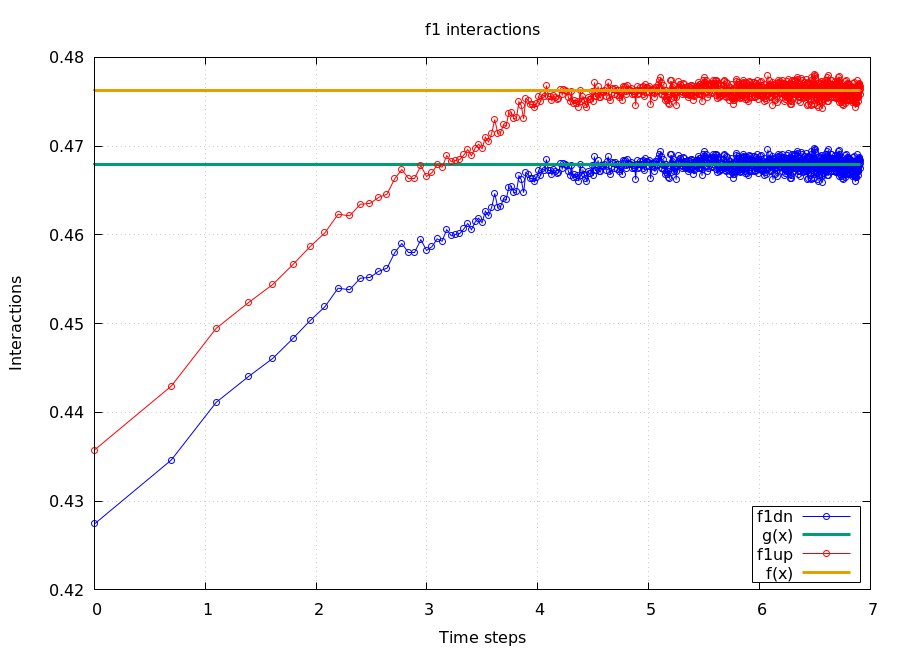 f1 interactions
0.48
0.47
0.46
0.45
0.44
0.43
0.42
Interactions
0 1 2 3 4 5 6 7
Time steps
f1dn
g(x)
f1up
f(x)